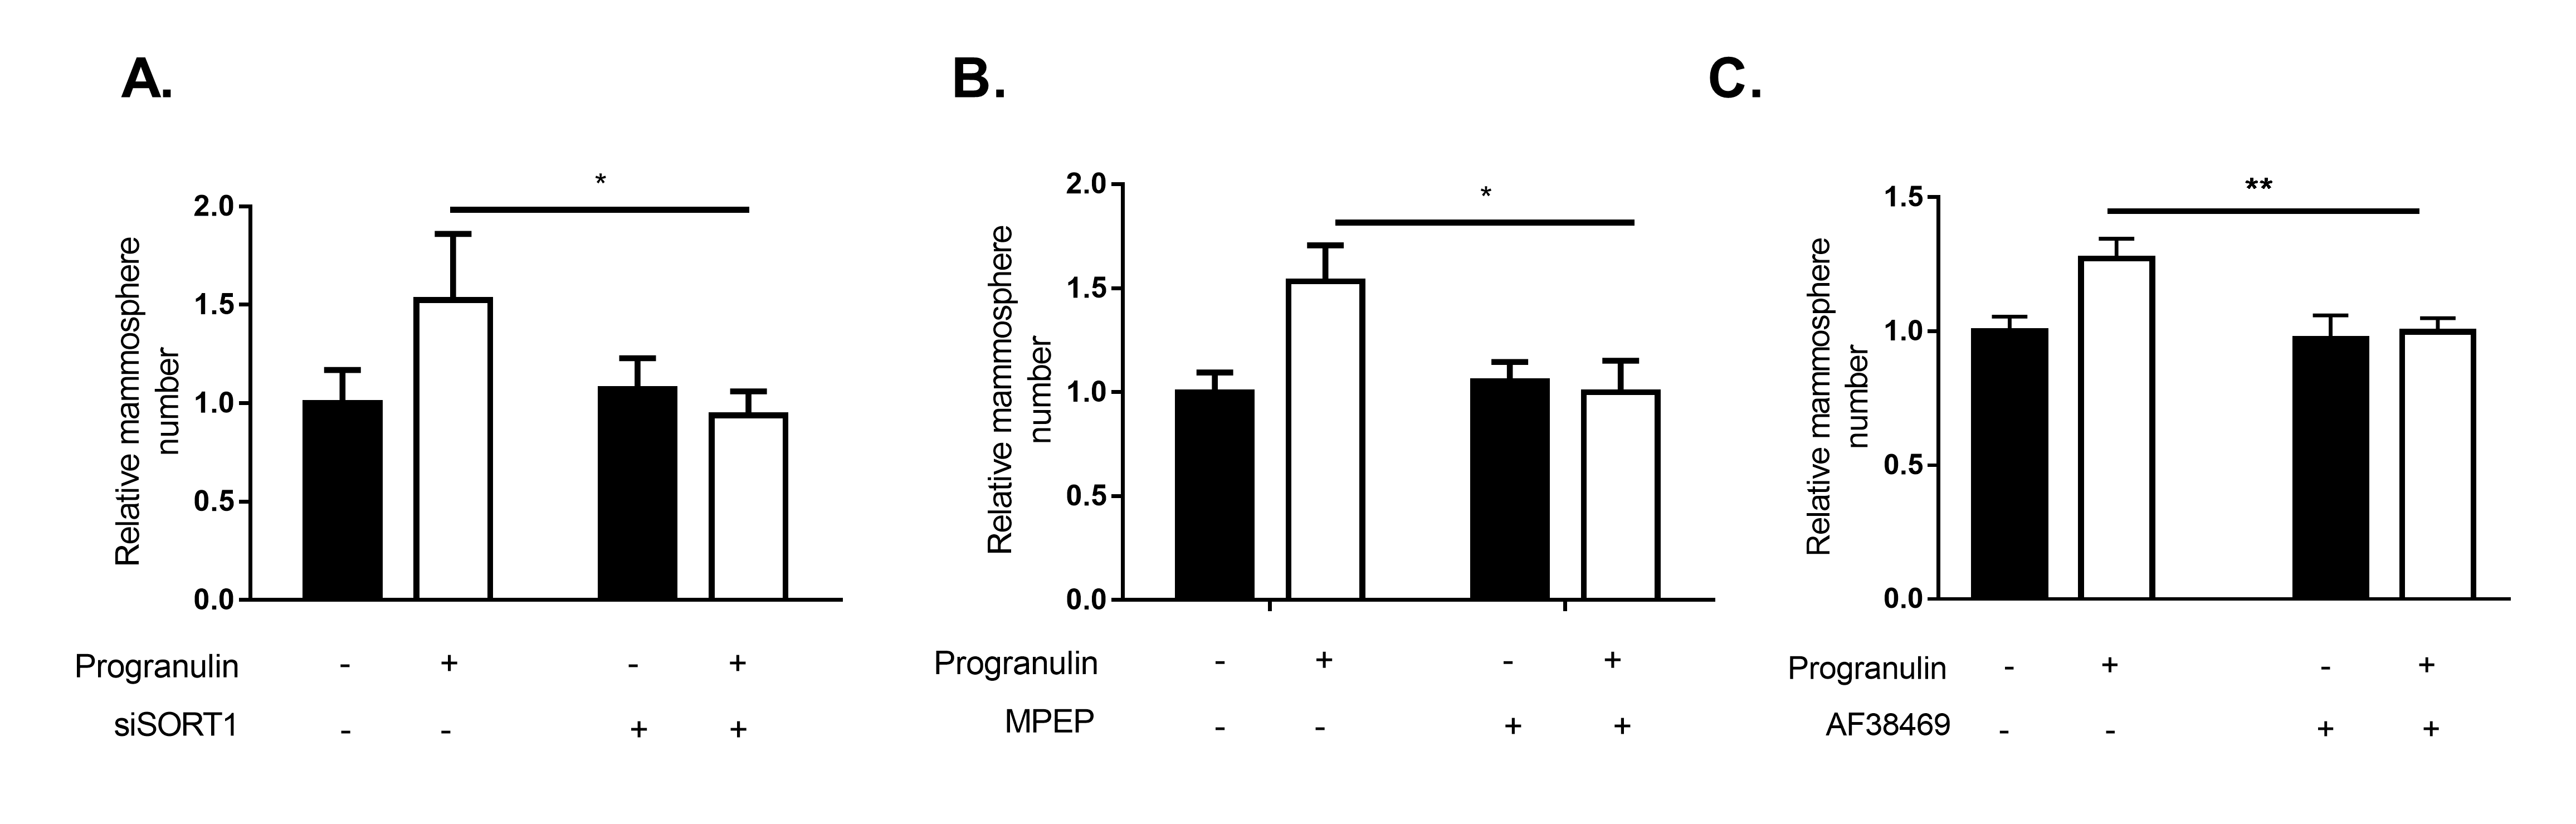 A.
*
2.0
1.5
1.0
0.5
0.0
Relative mammosphere
number
Progranulin - + - +
siSORT1 - - + +
B.
*
2.0
1.5
1.0
0.5
0.0
Relative mammosphere
number
Progranulin - + - +
MPEP - - + +
C.
**
1.5
1.0
0.5
0.0
Relative mammosphere
number
Progranulin - + - +
AF38469 - - + +